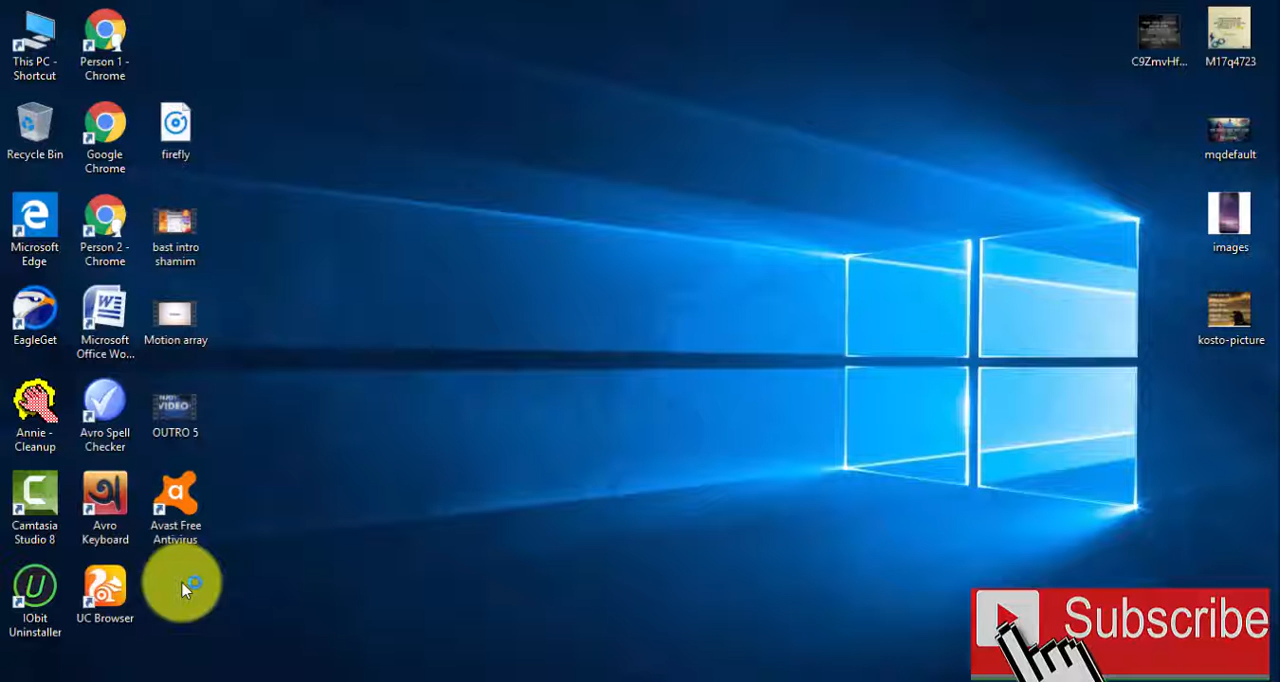 This PC -
Shortcut
Person 1 -
Chrome
C9ZmvHf...
M17q4723
Recycle Bin
Google
Chrome
firefly
mqdefault
Microsoft
Edge
Person 2 -
Chrome
bast intro
shamim
images
EagleGet
Microsoft
Office Wo...
Motion array
kosto-picture
Annie -
Cleanup
Avro Spell
Checker
VIDEO
OUTRO 5
Camtasia
Studio 8
Avro
Keyboard
Avast Free
Antivirus
IObit
Uninstaller
UC Browser
Subscribe